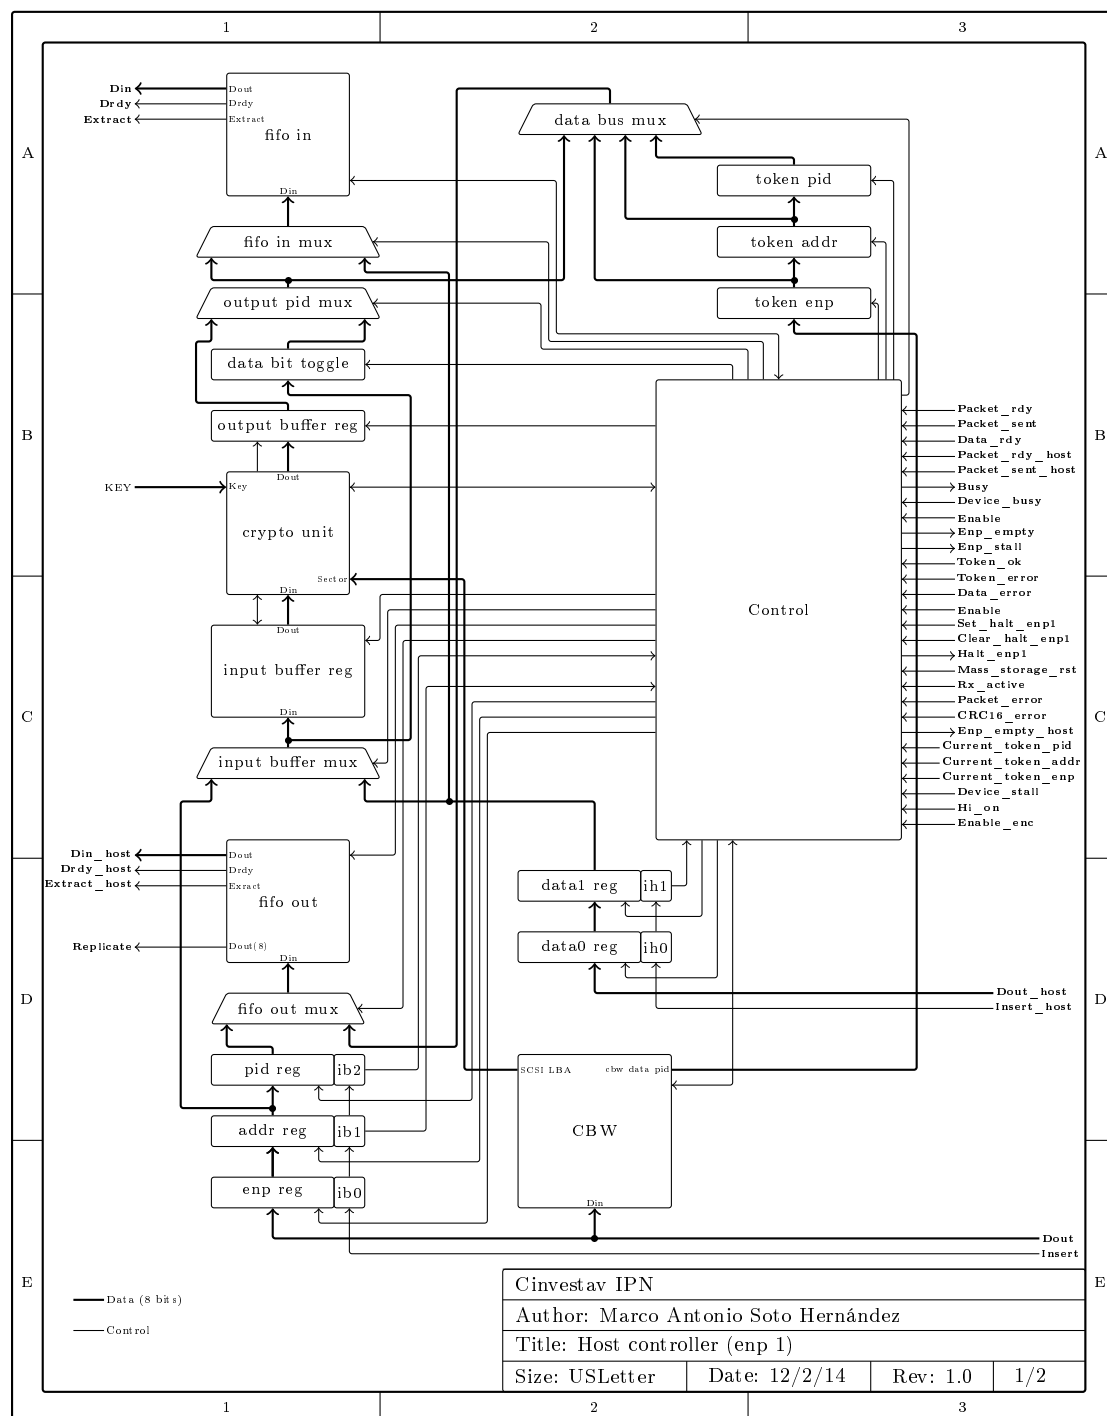 1 2 3
Din Dout
Drdy Drdy
Extract Extract
fifo in
Din
data bus mux
A A
token pid
fifo in mux
token addr
output pid mux
token enp
data bit toggle
output buffer reg
B B
Packet_rdy
Packet_sent
Data_rdy
Packet_rdy_host
Packet_sent_host
Busy
Device_busy
Enable
Enp_empty
Enp_stall
Token_ok
Token_error
Data_error
Enable
Set_halt_enp1
Clear_halt_enp1
Halt_enp1
Mass_storage_rst
Rx_active
Packet_error
CRC16_error
Enp_empty_host
Current_token_pid
Current_token_addr
Current_token_enp
Device_stall
Hi_on
Enable_enc
Dout
KEY Key
crypto unit
Sector
Din
Control
Dout
input buffer reg
Din
C C
input buffer mux
Din_host Dout
Drdy_host Drdy
Extract_host Exract
fifo out
Replicate Dout(8)
Din
data1 reg ih1
data0 reg ih0
Dout_host
Insert_host
D D
fifo out mux
pid reg ib2
addr reg ib1
enp reg ib0
SCSI LBA cbw data pid
CBW
Din
Dout
Insert
E E
Data (8 bits)
Control
Cinvestav IPN
Author: Marco Antonio Soto Hernández
Title: Host controller (enp 1)
Size: USLetter Date: 12/2/14 Rev: 1.0 1/2
1 2 3